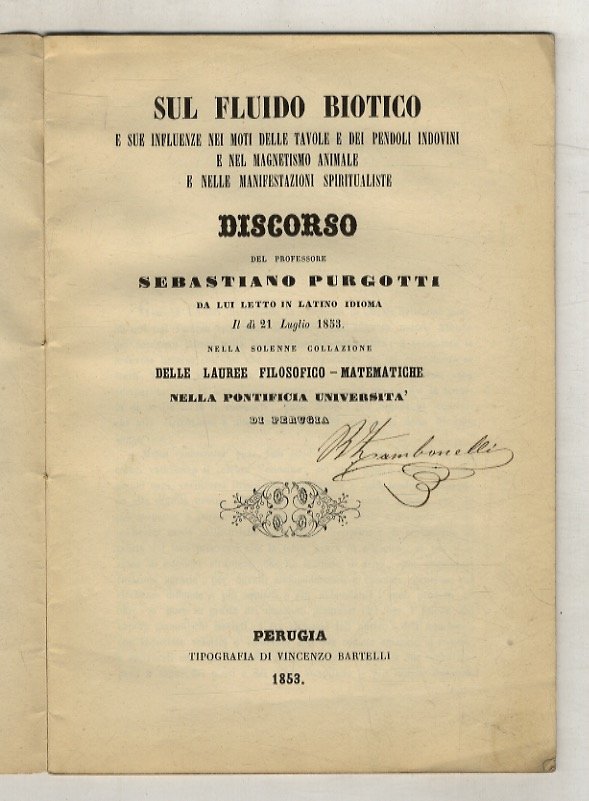 SUL FLUIDO BIOTICO
E SUE INFLUENZE NEI MOTI DELLE TAVOLE E DEI PENDOLI INDOVINI
E NEL MAGNETISMO ANIMALE
E NELLE MANIFESTAZIONI SPIRITUALISTE
DISCORSO
DEL PROFESSORE
SEBASTIANO PURGOTTI
DA LUI LETTO IN LATINO IDIOMA
Il dì 21 Luglio 1853.
NELLA SOLENNE COLLAZIONE
DELLE LAUREE FILOSOFICO – MATEMATICHE
NELLA PONTIFICIA UNIVERSITA'
DI PERUGIA
PERUGIA
TIPOGRAFIA DI VINCENZO BARTELLI
1853.